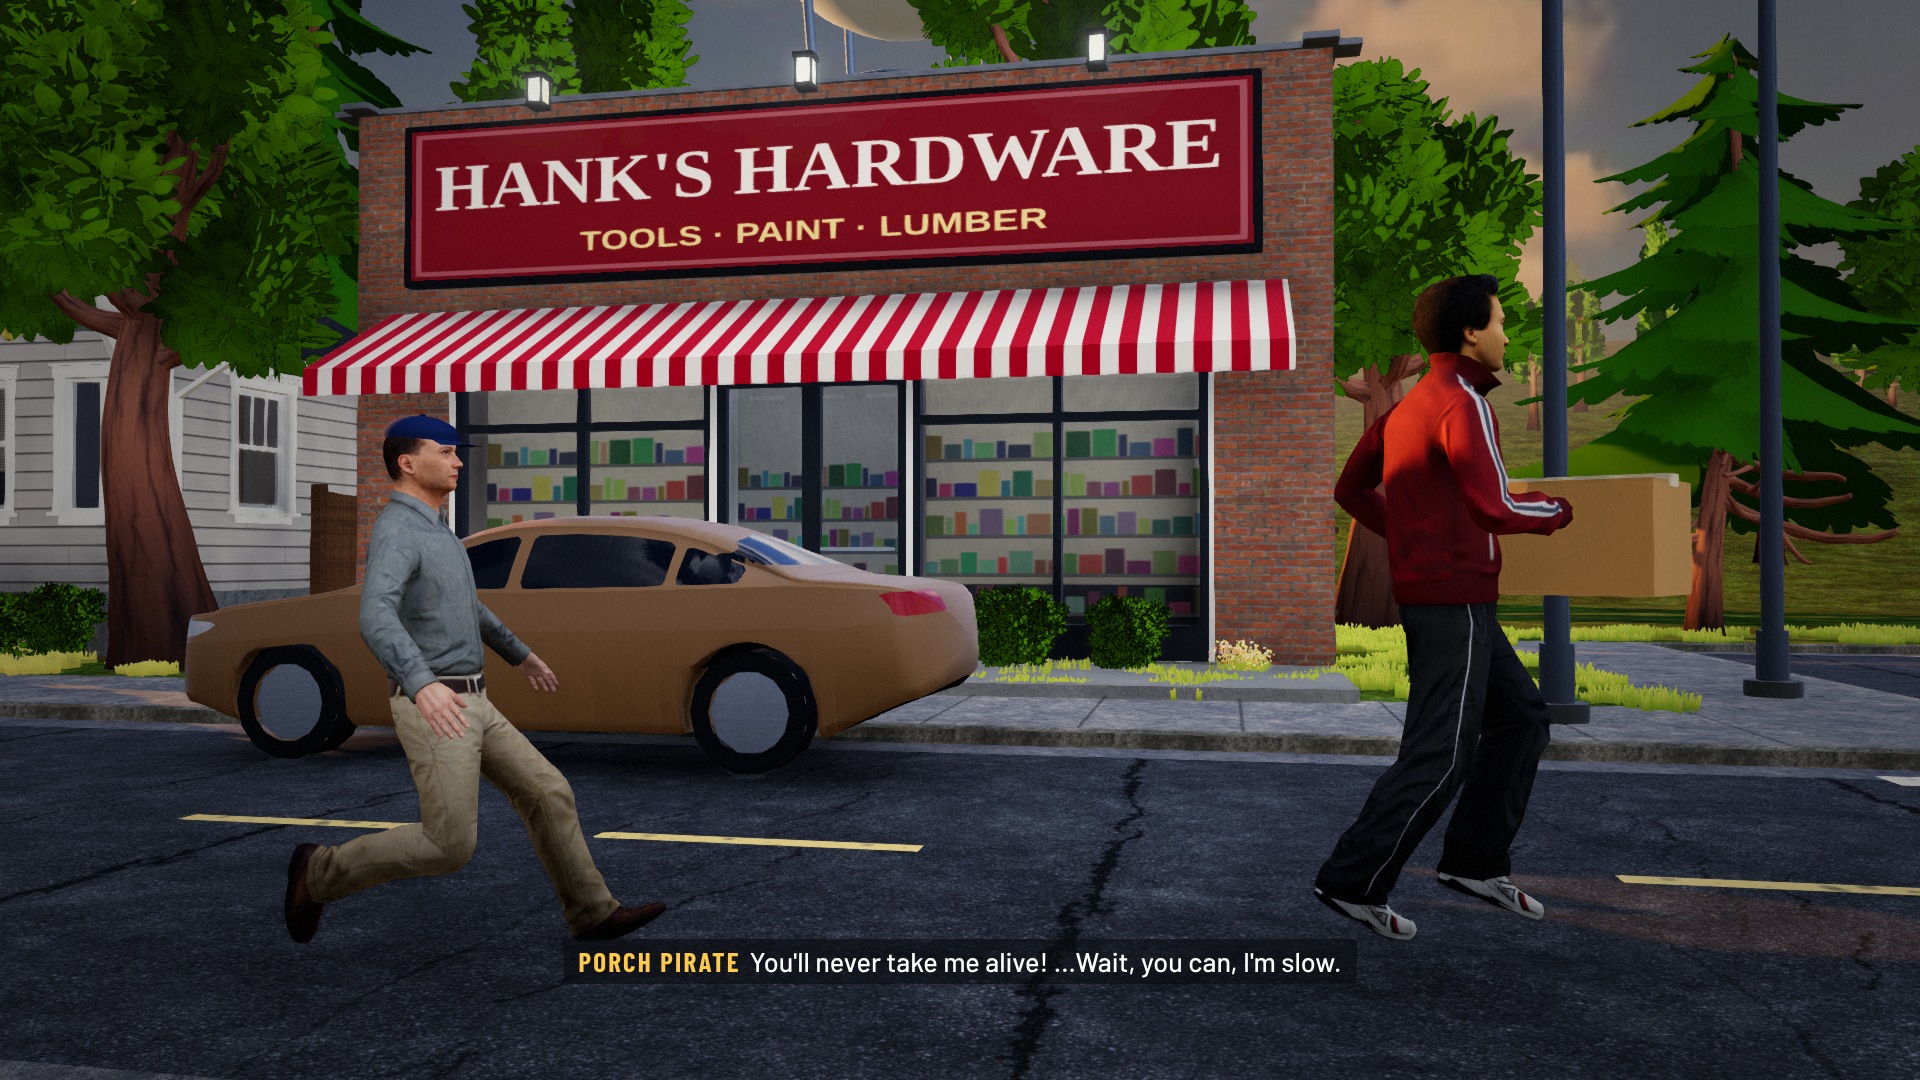 HANK'S HARDWARE
TOOLS · PAINT · LUMBER
PORCH PIRATE You'll never take me alive! ...Wait, you can, I'm slow.